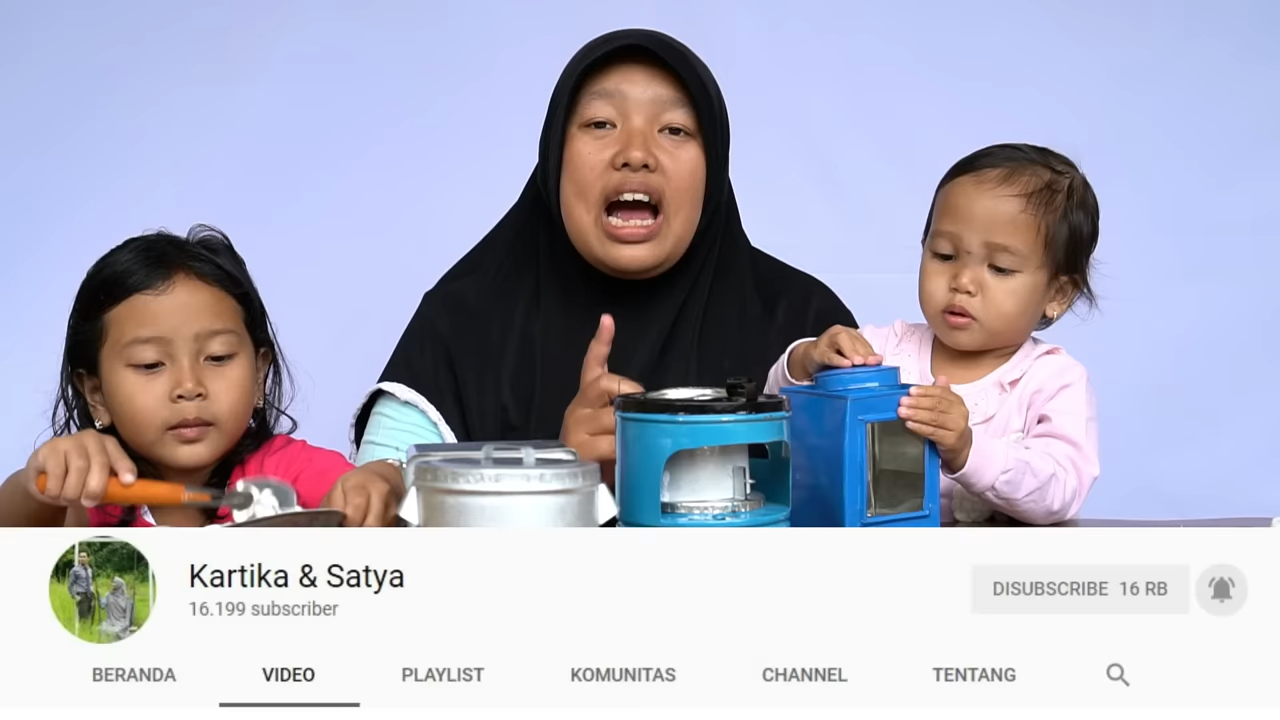 Kartika & Satya
16.199 subscriber
DISUBSCRIBE 16 RB
BERANDA VIDEO PLAYLIST KOMUNITAS CHANNEL TENTANG